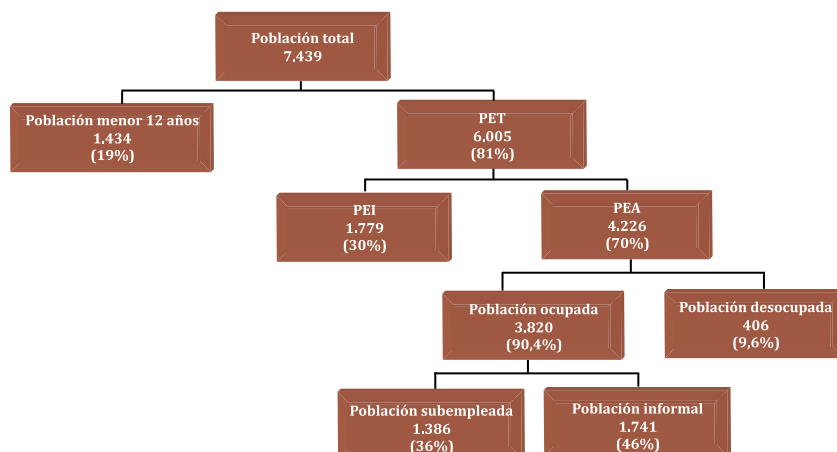 Población total
7.439
Población menor 12 años
1.434
(19%)
PET
6.005
(81%)
PEI
1.779
(30%)
PEA
4.226
(70%)
Población ocupada
3.820
(90,4%)
Población desocupada
406
(9,6%)
Población subempleada
1.386
(36%)
Población informal
1.741
(46%)